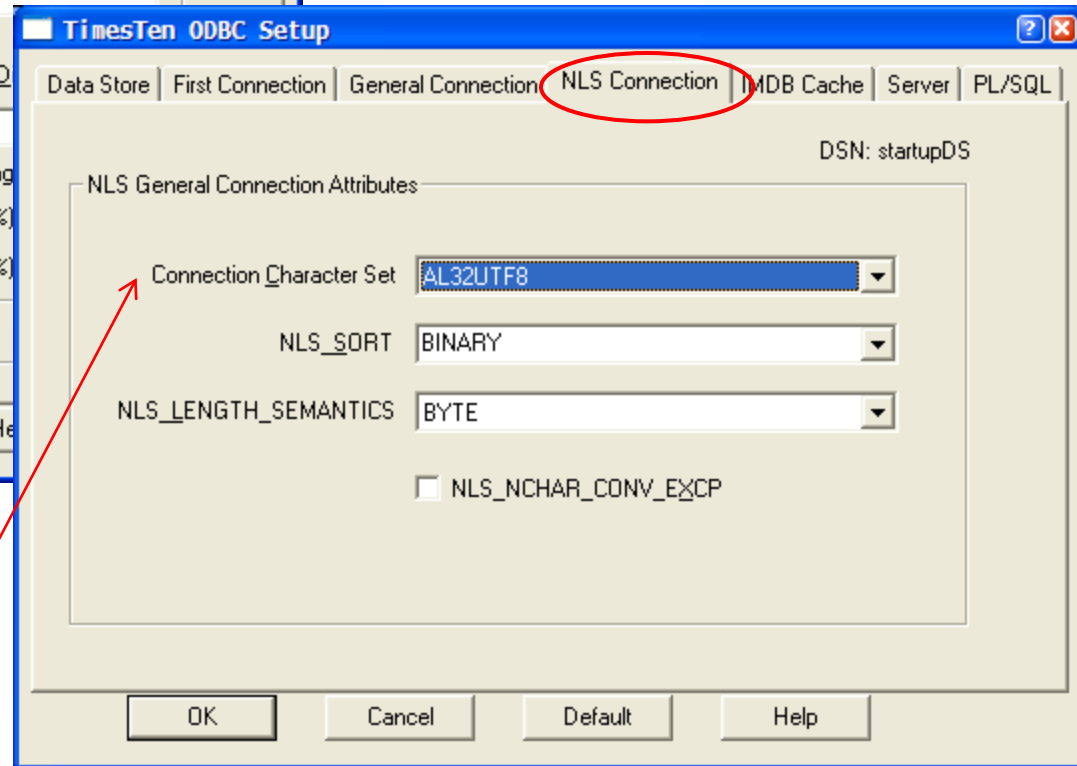 TimesTen ODBC Setup
Data Store First Connection General Connection NLS Connection IMDB Cache Server PL/SQL
DSN: startupDS
NLS General Connection Attributes
Connection Character Set AL32UTF8
NLS_SORT BINARY
NLS_LENGTH_SEMANTICS BYTE
NLS_NCHAR_CONV_EXCP
OK Cancel Default Help